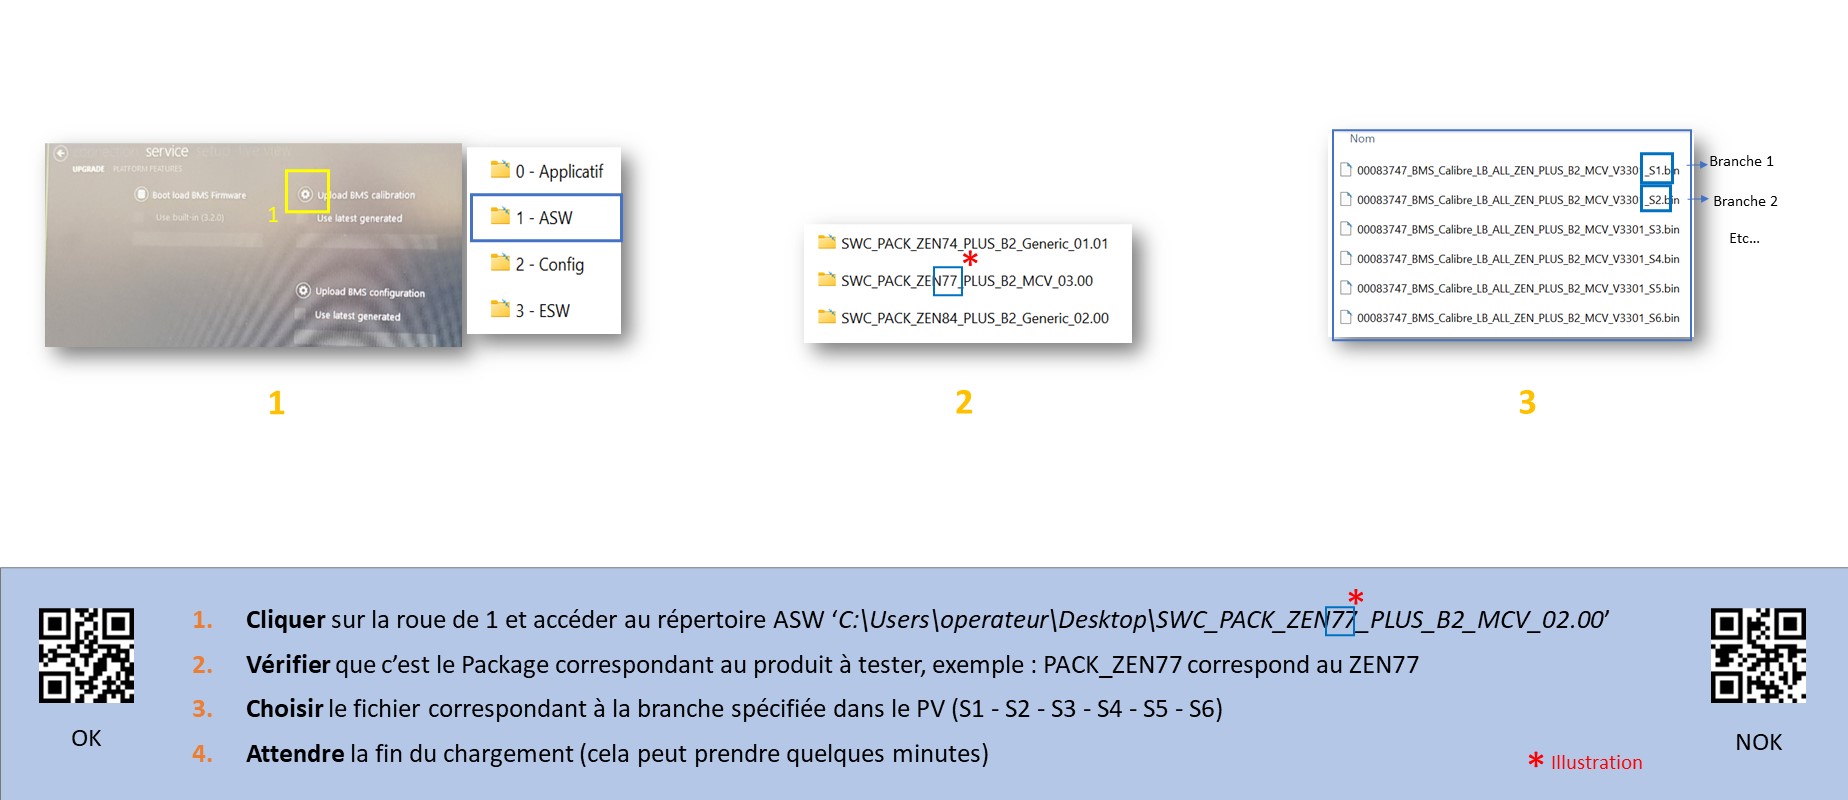 service
UPGRADE PLATFORM FEATURES
Boot load BMS Firmware
Use built-in (3.2.0)
Upload BMS calibration
1
Use latest generated
Upload BMS configuration
Use latest generated
0 - Applicatif
1 - ASW
2 - Config
3 - ESW
1
SWC_PACK_ZEN74_PLUS_B2_Generic_01.01
*
SWC_PACK_ZEN77_PLUS_B2_MCV_03.00
SWC_PACK_ZEN84_PLUS_B2_Generic_02.00
2
Nom
00083747_BMS_Calibre_LB_ALL_ZEN_PLUS_B2_MCV_V3301_S1.bin
00083747_BMS_Calibre_LB_ALL_ZEN_PLUS_B2_MCV_V3301_S2.bin
00083747_BMS_Calibre_LB_ALL_ZEN_PLUS_B2_MCV_V3301_S3.bin
00083747_BMS_Calibre_LB_ALL_ZEN_PLUS_B2_MCV_V3301_S4.bin
00083747_BMS_Calibre_LB_ALL_ZEN_PLUS_B2_MCV_V3301_S5.bin
00083747_BMS_Calibre_LB_ALL_ZEN_PLUS_B2_MCV_V3301_S6.bin
Branche 1
Branche 2
Etc...
3
*
1. Cliquer sur la roue de 1 et accéder au répertoire ASW ‘C:\Users\operateur\Desktop\SWC_PACK_ZEN77_PLUS_B2_MCV_02.00’
2. Vérifier que c’est le Package correspondant au produit à tester, exemple : PACK_ZEN77 correspond au ZEN77
3. Choisir le fichier correspondant à la branche spécifiée dans le PV (S1 - S2 - S3 - S4 - S5 - S6)
4. Attendre la fin du chargement (cela peut prendre quelques minutes)
OK
NOK
* Illustration